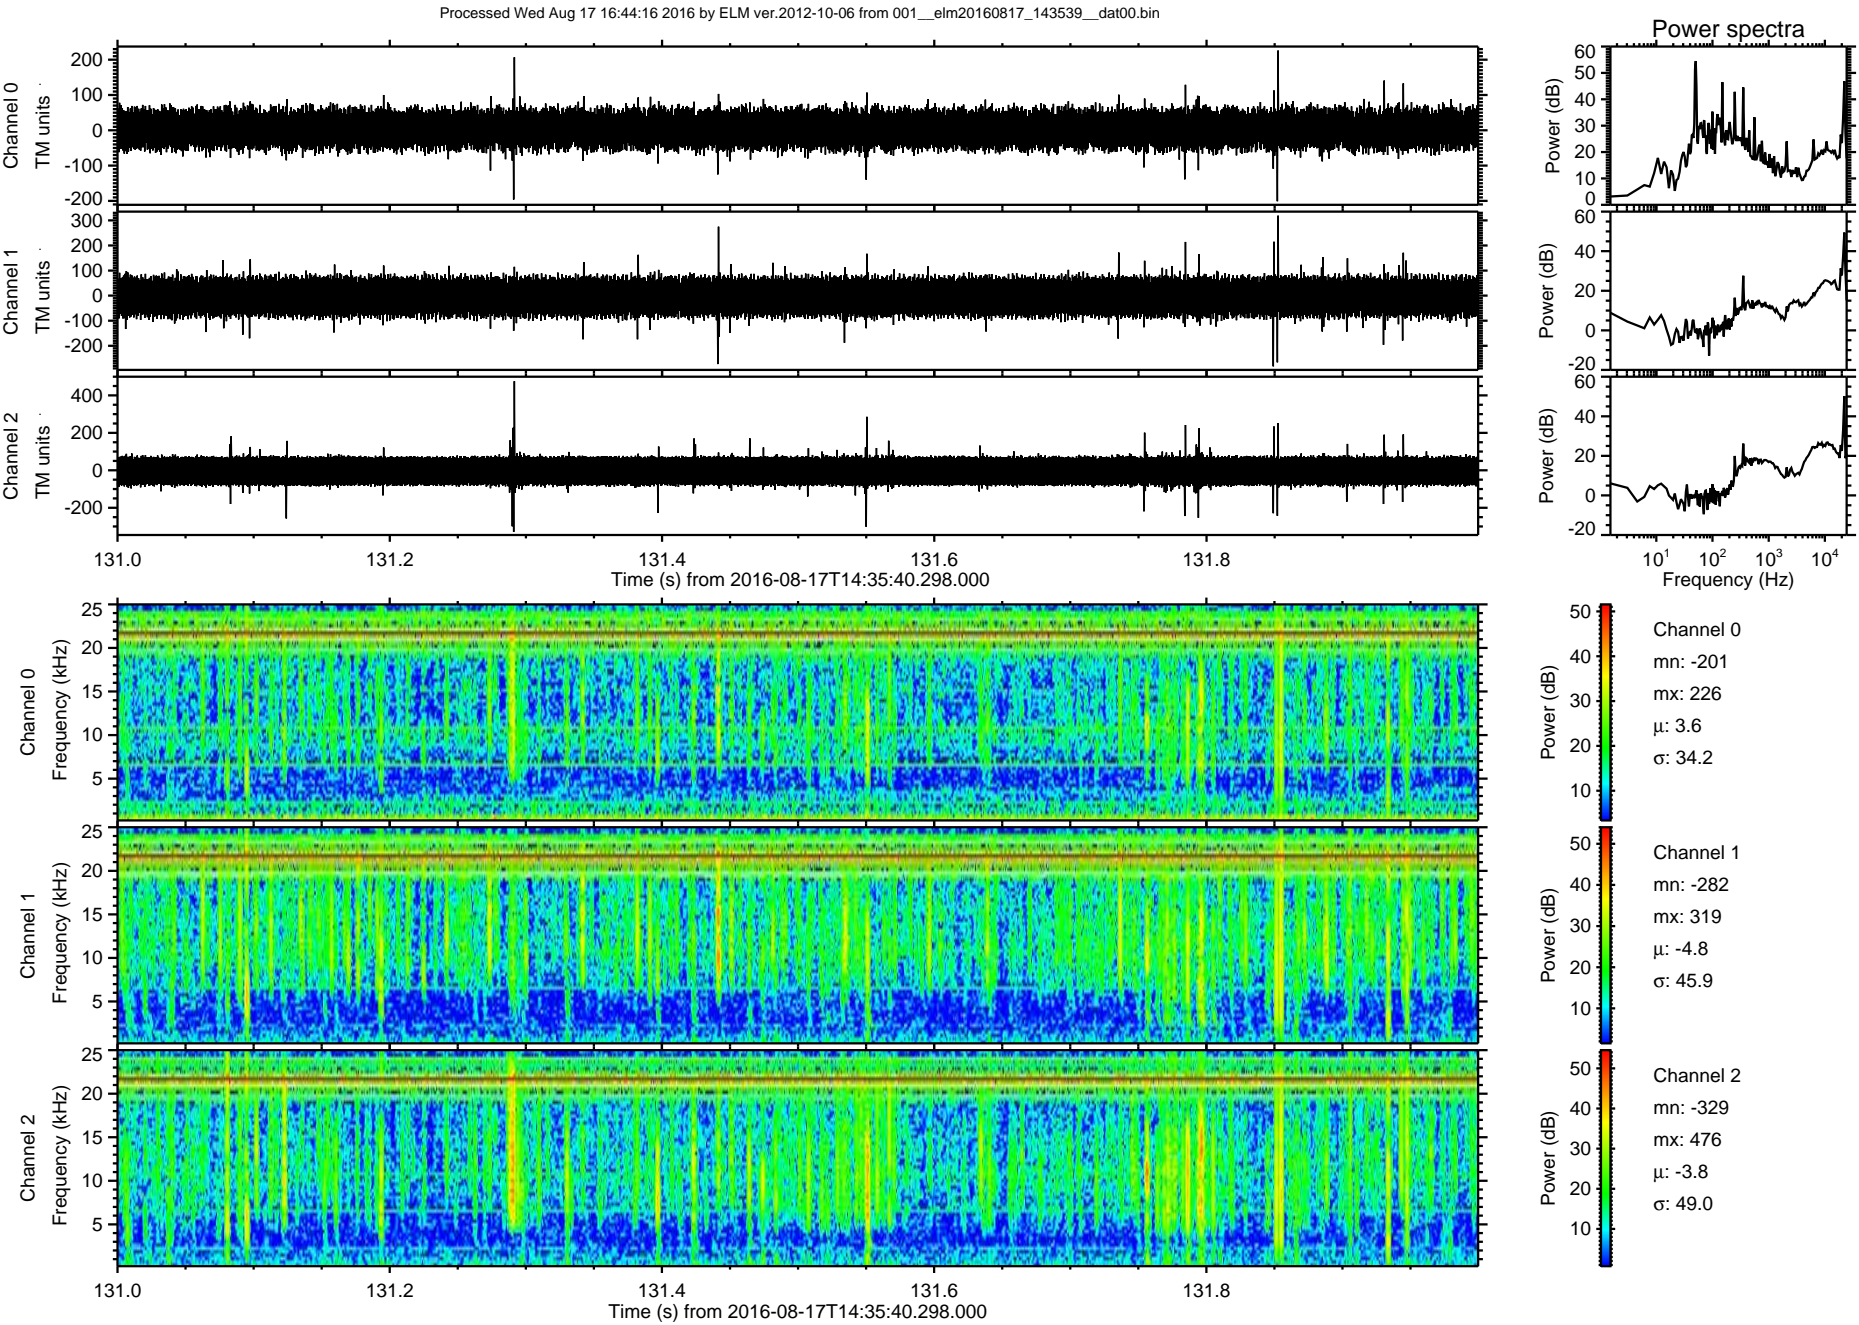 Processed Wed Aug 17 16:44:16 2016 by ELM ver.2012-10-06 from 001__elm20160817_143539__dat00.bin
Power spectra
Channel 0
TM units
200
100
0
-100
-200
Power (dB)
60
50
40
30
20
10
0
Channel 1
TM units
300
200
100
0
-100
-200
Power (dB)
60
40
20
0
-20
Channel 2
TM units
400
200
0
-200
Power (dB)
60
40
20
0
-20
131.0 131.2 131.4 131.6 131.8
Time (s) from 2016-08-17T14:35:40.298.000
10¹ 10² 10³ 10⁴
Frequency (Hz)
Channel 0
Frequency (kHz)
25
20
15
10
5
Power (dB)
50
40
30
20
10
Channel 0
mn: -201
mx: 226
μ: 3.6
σ: 34.2
Channel 1
Frequency (kHz)
25
20
15
10
5
Power (dB)
50
40
30
20
10
Channel 1
mn: -282
mx: 319
μ: -4.8
σ: 45.9
Channel 2
Frequency (kHz)
25
20
15
10
5
Power (dB)
50
40
30
20
10
Channel 2
mn: -329
mx: 476
μ: -3.8
σ: 49.0
131.0 131.2 131.4 131.6 131.8
Time (s) from 2016-08-17T14:35:40.298.000